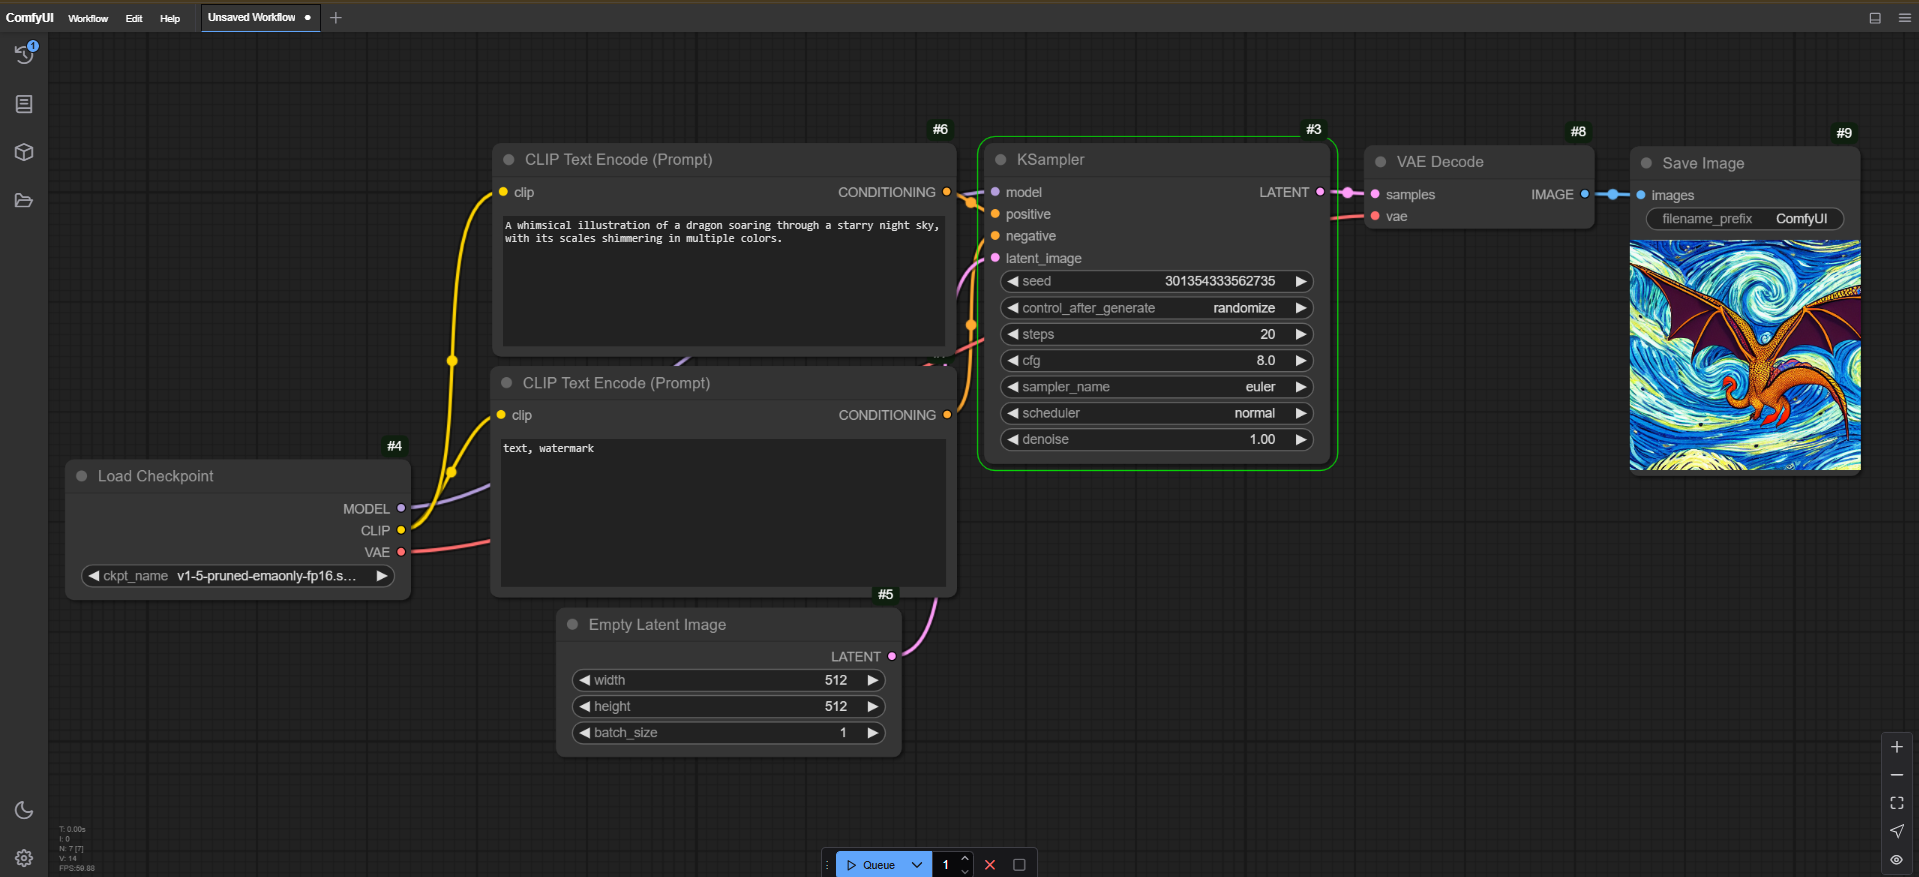 ComfyUI Workflow Edit Help Unsaved Workflow
1
#6
CLIP Text Encode (Prompt)
clip CONDITIONING
A whimsical illustration of a dragon soaring through a starry night sky,
with its scales shimmering in multiple colors.
CLIP Text Encode (Prompt)
clip CONDITIONING
text, watermark
#4
Load Checkpoint
MODEL
CLIP
VAE
ckpt_name v1-5-pruned-emaonly-fp16.s...
#5
Empty Latent Image
LATENT
width 512
height 512
batch_size 1
#3
KSampler
model LATENT
positive
negative
latent_image
seed 301354333562735
control_after_generate randomize
steps 20
cfg 8.0
sampler_name euler
scheduler normal
denoise 1.00
#8
VAE Decode
samples IMAGE
vae
#9
Save Image
images
filename_prefix ComfyUI
T: 0.00s
I: 0
N: 7 [7]
V: 14
FPS:59.88
Queue 1